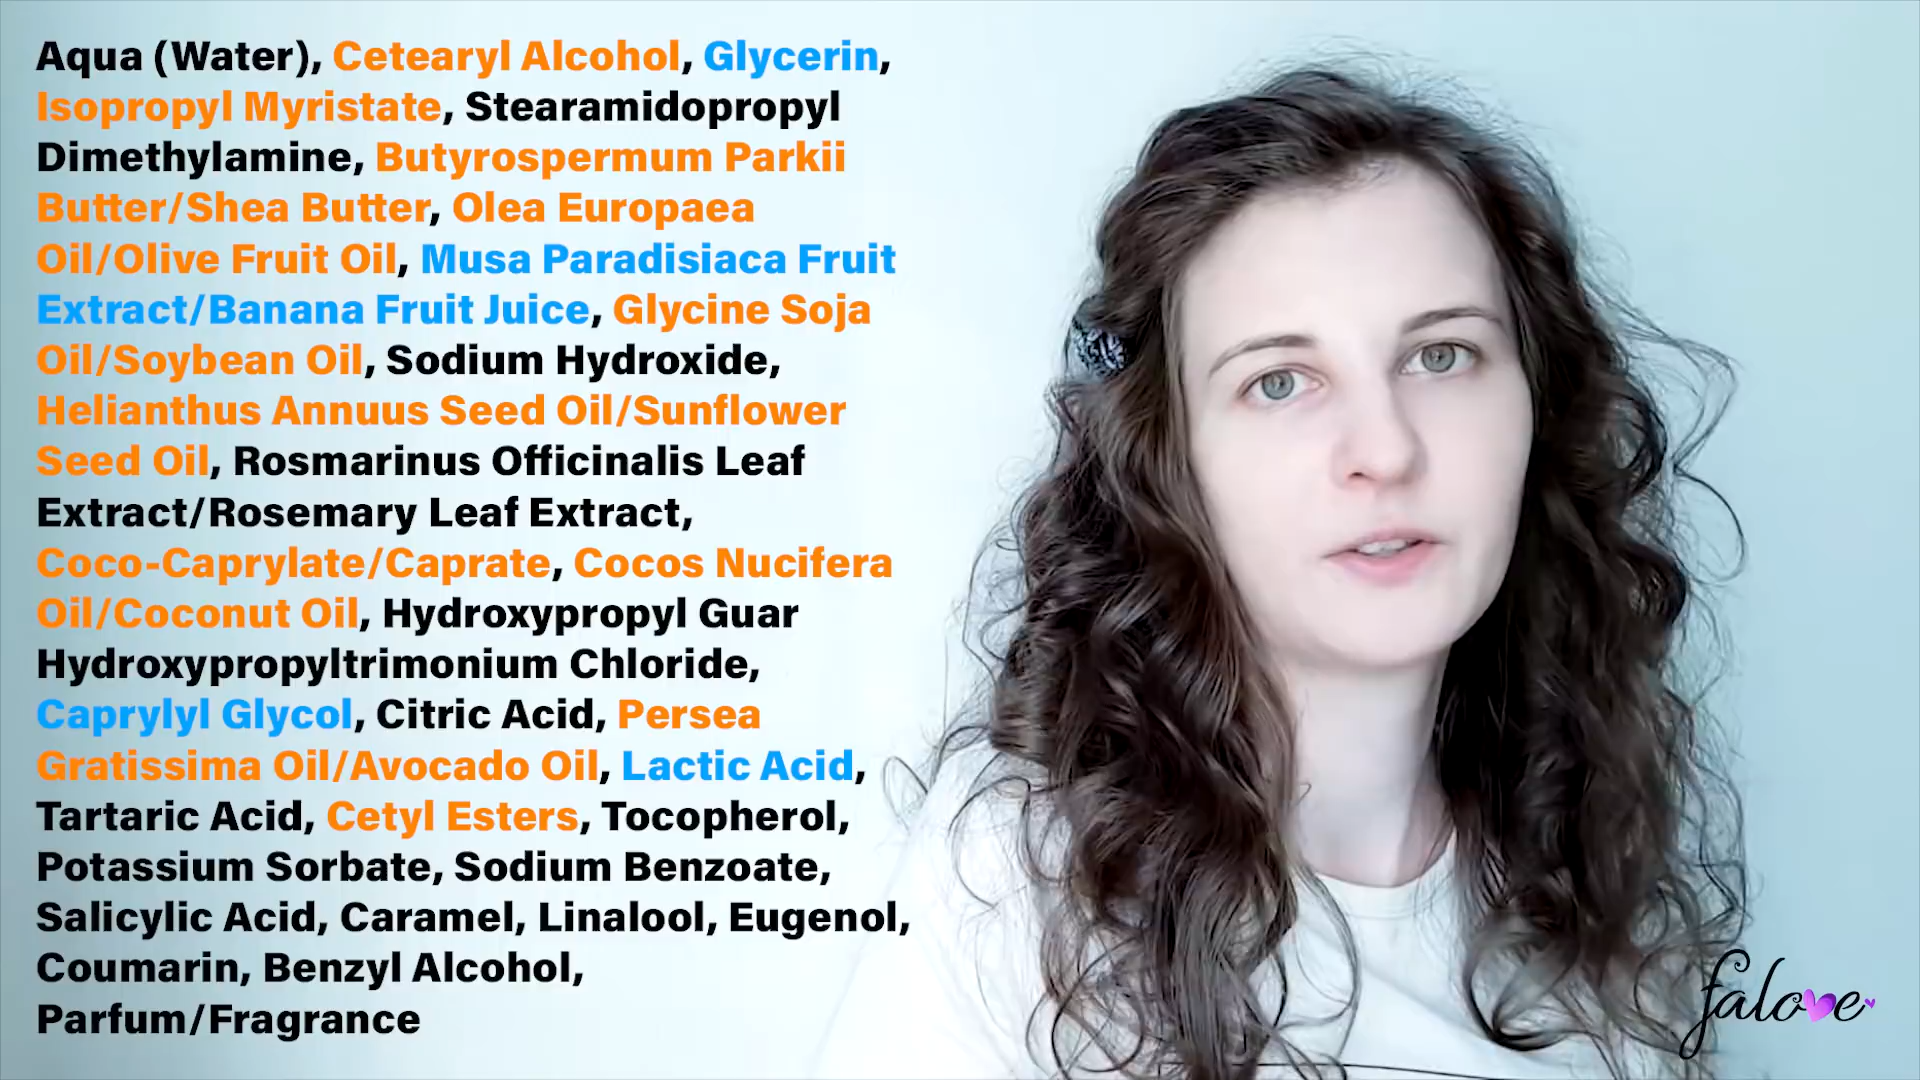 Aqua (Water), Cetearyl Alcohol, Glycerin,
Isopropyl Myristate, Stearamidopropyl
Dimethylamine, Butyrospermum Parkii
Butter/Shea Butter, Olea Europaea
Oil/Olive Fruit Oil, Musa Paradisiaca Fruit
Extract/Banana Fruit Juice, Glycine Soja
Oil/Soybean Oil, Sodium Hydroxide,
Helianthus Annuus Seed Oil/Sunflower
Seed Oil, Rosmarinus Officinalis Leaf
Extract/Rosemary Leaf Extract,
Coco-Caprylate/Caprate, Cocos Nucifera
Oil/Coconut Oil, Hydroxypropyl Guar
Hydroxypropyltrimonium Chloride,
Caprylyl Glycol, Citric Acid, Persea
Gratissima Oil/Avocado Oil, Lactic Acid,
Tartaric Acid, Cetyl Esters, Tocopherol,
Potassium Sorbate, Sodium Benzoate,
Salicylic Acid, Caramel, Linalool, Eugenol,
Coumarin, Benzyl Alcohol,
Parfum/Fragrance
falove